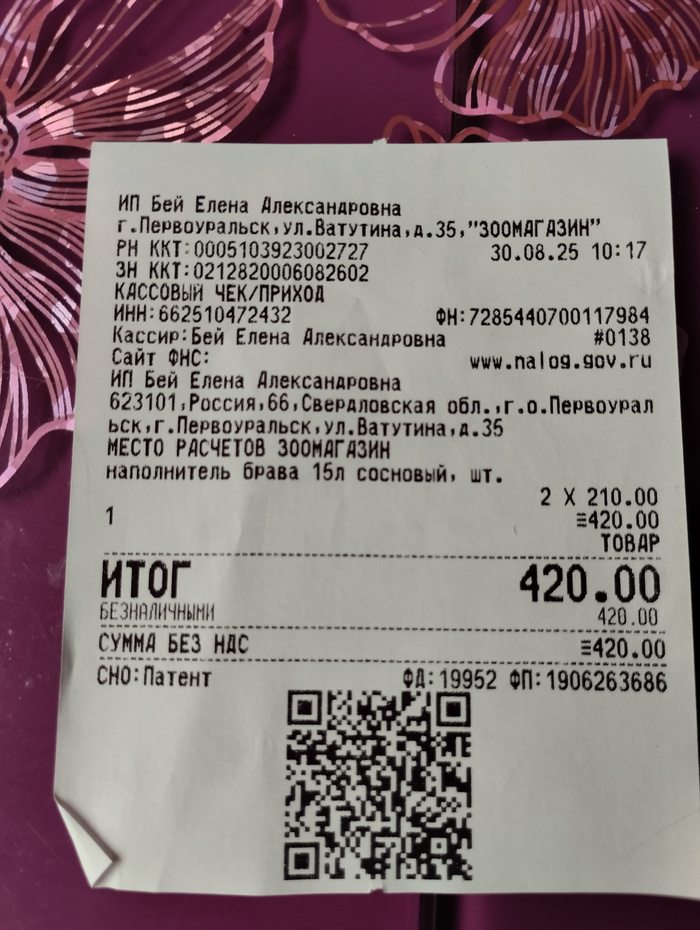 ИП Бей Елена Александровна
г.Первоуральск,ул.Ватутина,д.35,"ЗООМАГАЗИН"
РН ККТ:0005103923002727 30.08.25 10:17
ЗН ККТ:0212820006082602
КАССОВЫЙ ЧЕК/ПРИХОД
ИНН:662510472432 ФН:7285440700117984
Кассир:Бей Елена Александровна #0138
Сайт ФНС: www.nalog.gov.ru
ИП Бей Елена Александровна
623101,Россия,66,Свердловская обл.,г.о.Первоурал
ьск,г.Первоуральск,ул.Ватутина,д.35
МЕСТО РАСЧЕТОВ ЗООМАГАЗИН
наполнитель брава 15л сосновый, шт.
2 X 210.00
1 ≡420.00
ТОВАР
ИТОГ 420.00
БЕЗНАЛИЧНЫМИ 420.00
СУММА БЕЗ НДС ≡420.00
СНО:Патент ФД:19952 ФП:1906263686